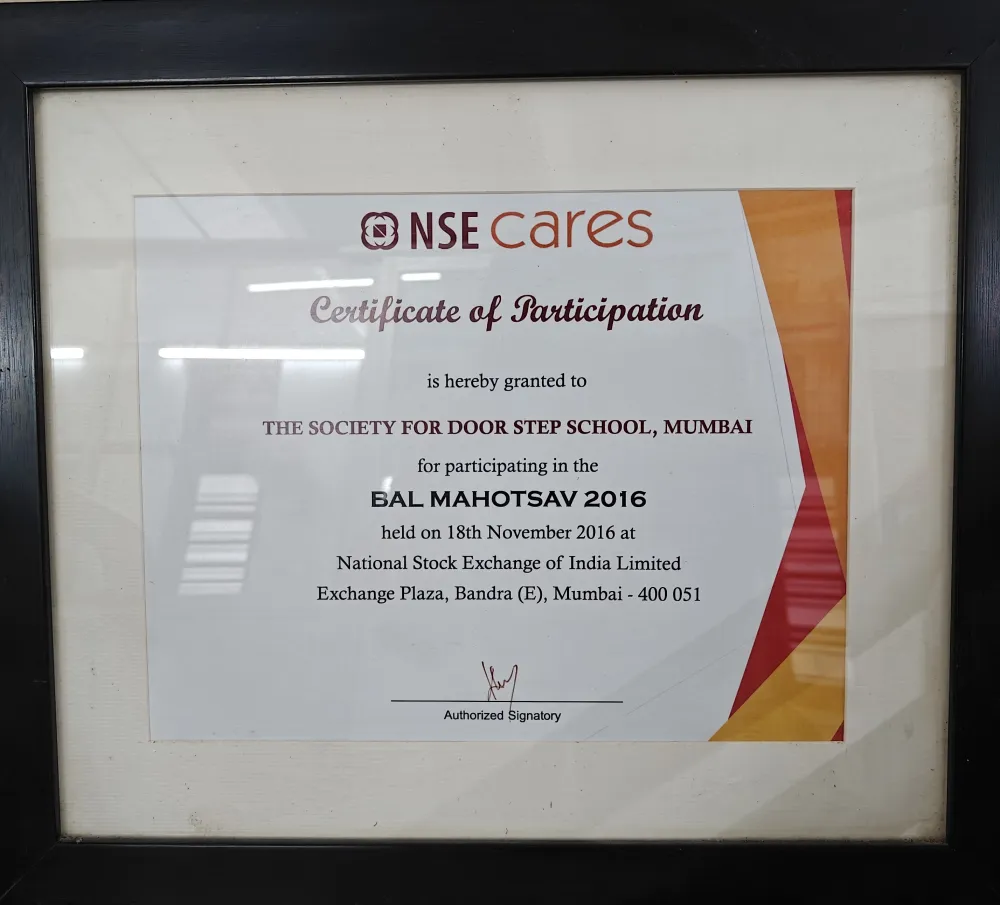 NSE cares
Certificate of Participation
is hereby granted to
THE SOCIETY FOR DOOR STEP SCHOOL, MUMBAI
for participating in the
BAL MAHOTSAV 2016
held on 18th November 2016 at
National Stock Exchange of India Limited
Exchange Plaza, Bandra (E), Mumbai - 400 051
Authorized Signatory